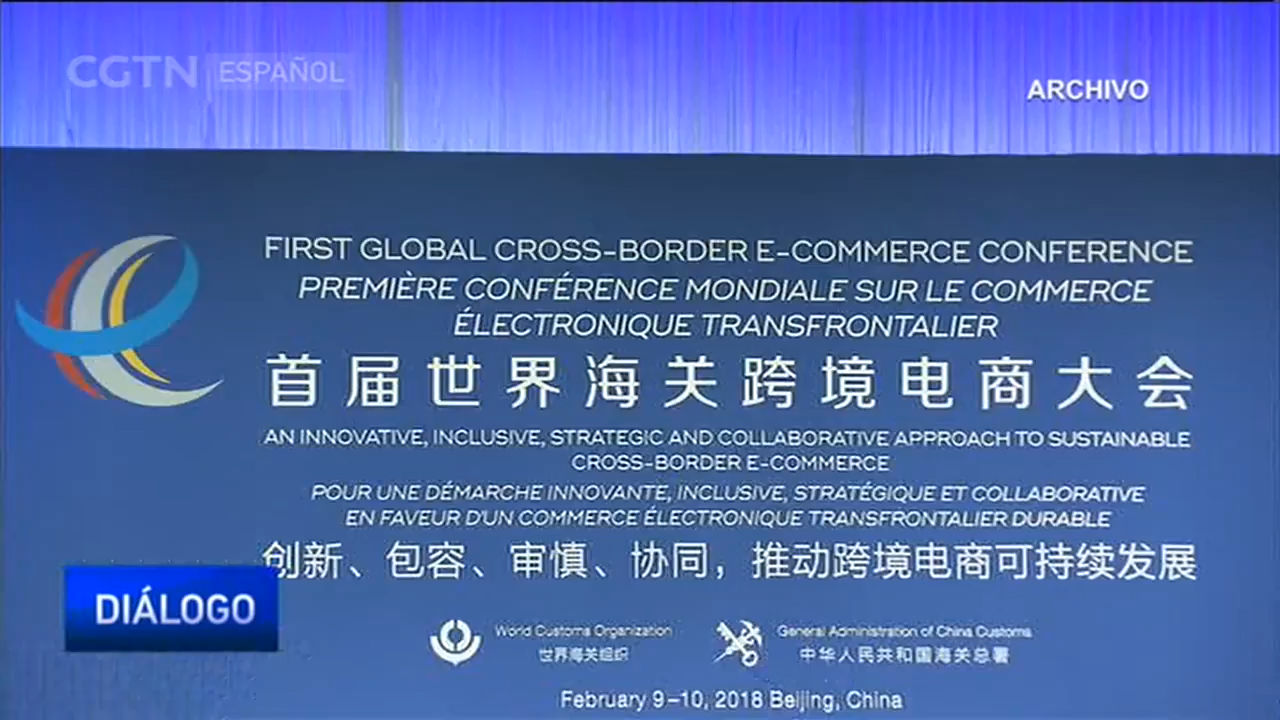 CGTN ESPAÑOL
ARCHIVO
FIRST GLOBAL CROSS-BORDER E-COMMERCE CONFERENCE
PREMIÈRE CONFÉRENCE MONDIALE SUR LE COMMERCE
ÉLECTRONIQUE TRANSFRONTALIER
首届世界海关跨境电商大会
AN INNOVATIVE, INCLUSIVE, STRATEGIC AND COLLABORATIVE APPROACH TO SUSTAINABLE
CROSS-BORDER E-COMMERCE
POUR UNE DÉMARCHE INNOVANTE, INCLUSIVE, STRATÉGIQUE ET COLLABORATIVE
EN FAVEUR D'UN COMMERCE ÉLECTRONIQUE TRANSFRONTALIER DURABLE
创新、包容、审慎、协同，推动跨境电商可持续发展
DIÁLOGO
World Customs Organization
世界海关组织
General Administration of China Customs
中华人民共和国海关总署
February 9-10, 2018 Beijing, China